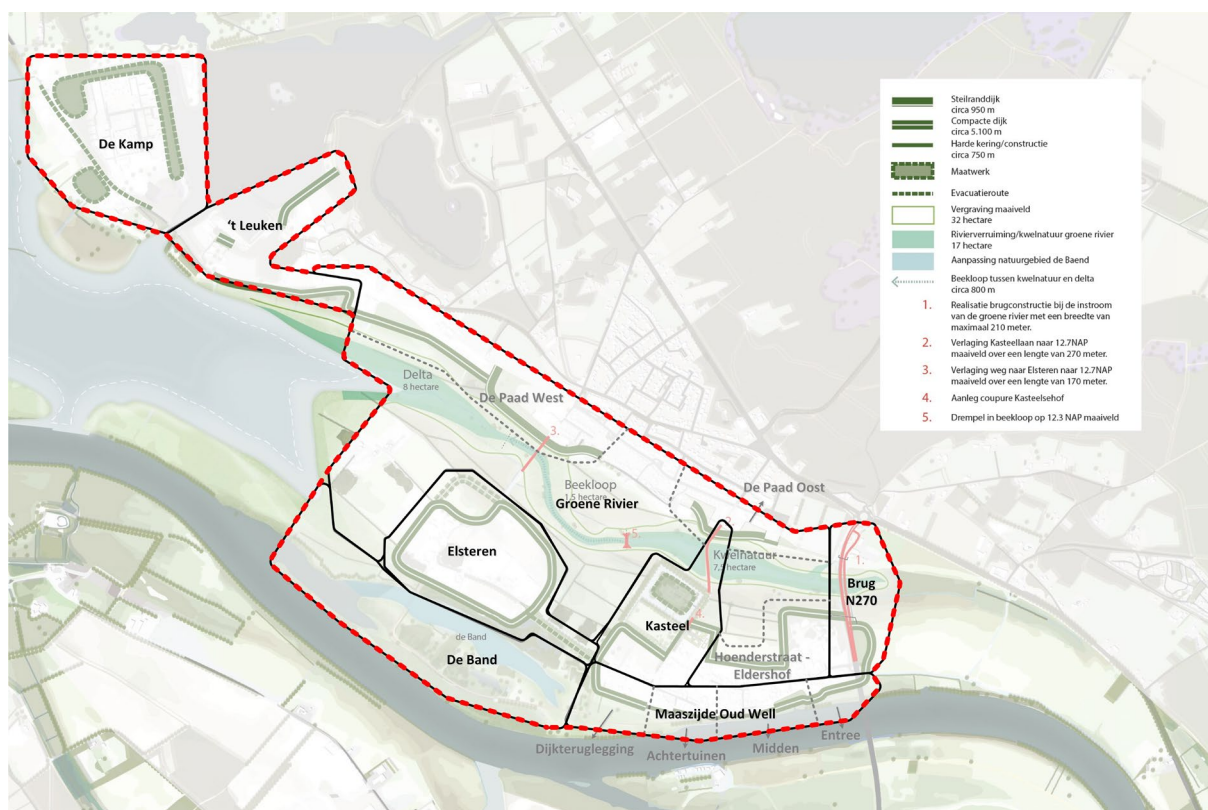 De Kamp
't Leuken
Delta
8 hectare
De Paad West
3.
Beekloop
1,5 hectare
Groene Rivier
De Paad Oost
2.
5.
Kwelnatuur
7,5 hectare
1.
Brug
N270
Elsteren
Kasteel
4.
Hoenderstraat -
Eldershof
de Band
De Band
Maaszijde Oud Well
Dijkteruglegging
Achtertuinen
Midden
Entree
Steilranddijk
circa 950 m
Compacte dijk
circa 5.100 m
Harde kering/constructie
circa 750 m
Maatwerk
Evacuatieroute
Vergraving maaiveld
32 hectare
Rivierverruiming/kwelnatuur groene rivier
17 hectare
Aanpassing natuurgebied de Baend
Beekloop tussen kwelnatuur en delta
circa 800 m
1. Realisatie brugconstructie bij de instroom
van de groene rivier met een breedte van
maximaal 210 meter.
2. Verlaging Kasteellaan naar 12.7NAP
maaiveld over een lengte van 270 meter.
3. Verlaging weg naar Elsteren naar 12.7NAP
maaiveld over een lengte van 170 meter.
4. Aanleg coupure Kasteelsehof
5. Drempel in beekloop op 12.3 NAP maaiveld